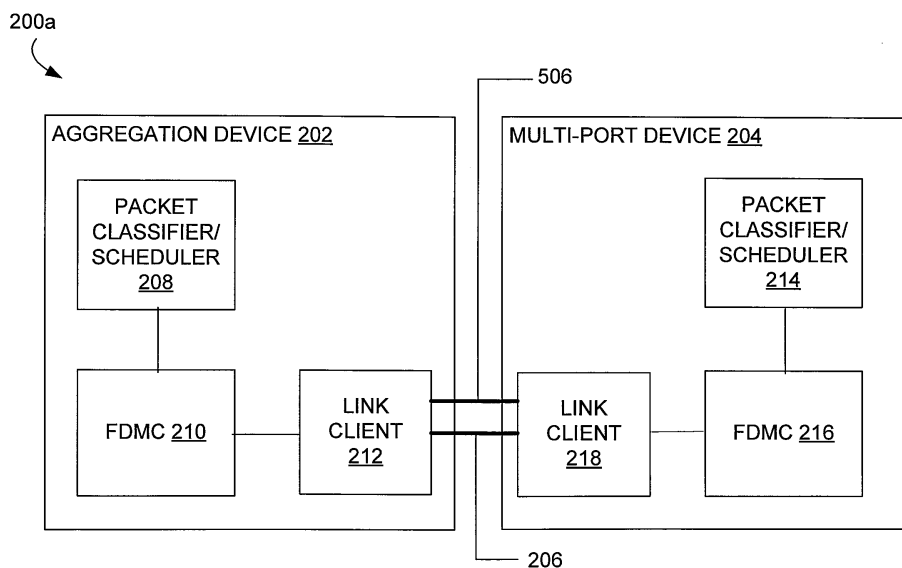 200a
506
AGGREGATION DEVICE 202
MULTI-PORT DEVICE 204
PACKET
CLASSIFIER/
SCHEDULER
208
PACKET
CLASSIFIER/
SCHEDULER
214
FDMC 210
LINK
CLIENT
212
LINK
CLIENT
218
FDMC 216
206